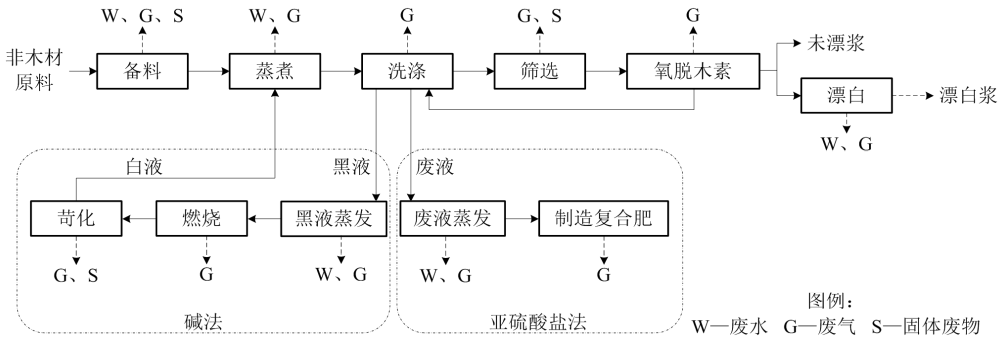 W、G、S
W、G
G
G、S
G
非木材
原料
备料
蒸煮
洗涤
筛选
氧脱木素
未漂浆
漂白
漂白浆
W、G
白液
黑液
废液
苛化
燃烧
黑液蒸发
废液蒸发
制造复合肥
G、S
G
W、G
W、G
G
碱法
亚硫酸盐法
图例：
W—废水 G—废气 S—固体废物